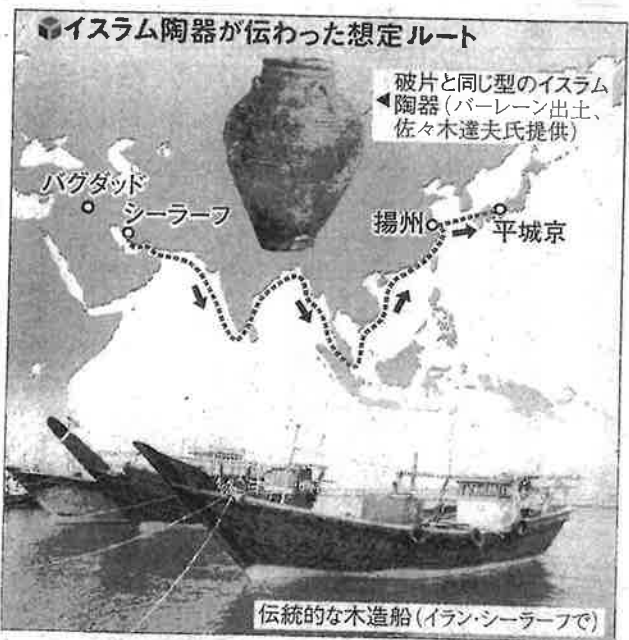 イスラム陶器が伝わった想定ルート
◀破片と同じ型のイスラム
陶器(バーレーン出土、
佐々木達夫氏提供)
バグダッド
シーラーフ
揚州
平城京
伝統的な木造船(イラン・シーラーフで)